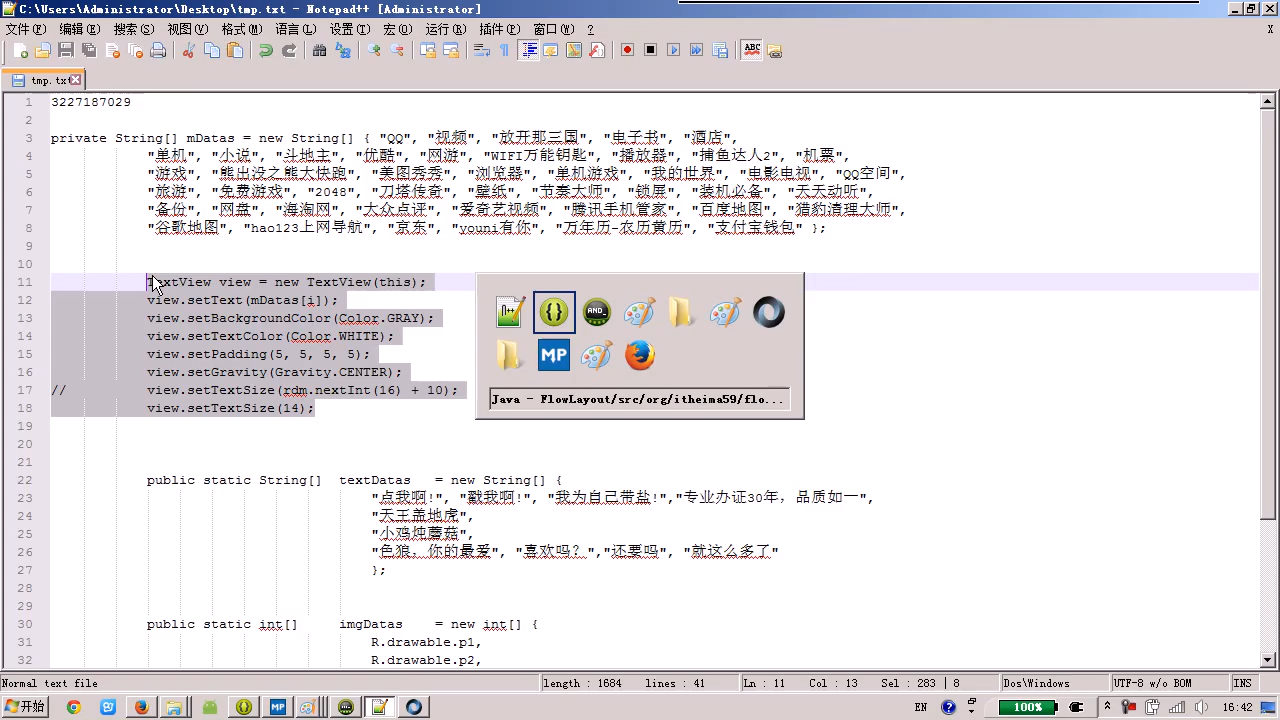 C:\Users\Administrator\Desktop\tmp.txt - Notepad++ [Administrator]
文件(F) 编辑(E) 搜索(S) 视图(V) 格式(M) 语言(L) 设置(T) 宏(O) 运行(R) 插件(P) 窗口(W) ? X
tmp.txt
1 3227187029
2
3 private String[] mDatas = new String[] { "QQ", "视频", "放开那三国", "电子书", "酒店",
4 "单机", "小说", "斗地主", "优酷", "网游", "WIFI万能钥匙", "播放器", "捕鱼达人2", "机票",
5 "游戏", "熊出没之熊大快跑", "美图秀秀", "浏览器", "单机游戏", "我的世界", "电影电视", "QQ空间",
6 "旅游", "免费游戏", "2048", "刀塔传奇", "壁纸", "节奏大师", "锁屏", "装机必备", "天天动听",
7 "备份", "网盘", "海淘网", "大众点评", "爱奇艺视频", "腾讯手机管家", "百度地图", "猎豹清理大师",
8 "谷歌地图", "hao123上网导航", "京东", "youni有你", "万年历-农历黄历", "支付宝钱包" };
9
10
11 TextView view = new TextView(this);
12 view.setText(mDatas[i]);
13 view.setBackgroundColor(Color.GRAY);
14 view.setTextColor(Color.WHITE);
15 view.setPadding(5, 5, 5, 5);
16 view.setGravity(Gravity.CENTER);
17 // view.setTextSize(rdm.nextInt(16) + 10);
18 view.setTextSize(14);
N++ {} AND_
MP
Java - FlowLayout/src/org/itheima59/flo...
19
20
21
22 public static String[] textDatas = new String[] {
23 "点我啊!", "戳我啊!", "我为自己带盐!","专业办证30年，品质如一",
24 "天王盖地虎",
25 "小鸡炖蘑菇",
26 "色狼，你的最爱", "喜欢吗？","还要吗", "就这么多了"
27 };
28
29
30 public static int[] imgDatas = new int[] {
31 R.drawable.p1,
32 R.drawable.p2,
Normal text file length : 1684 lines : 41 Ln : 11 Col : 13 Sel : 283 | 8 Dos\Windows UTF-8 w/o BOM INS
开始 MP EN 100% 16:42